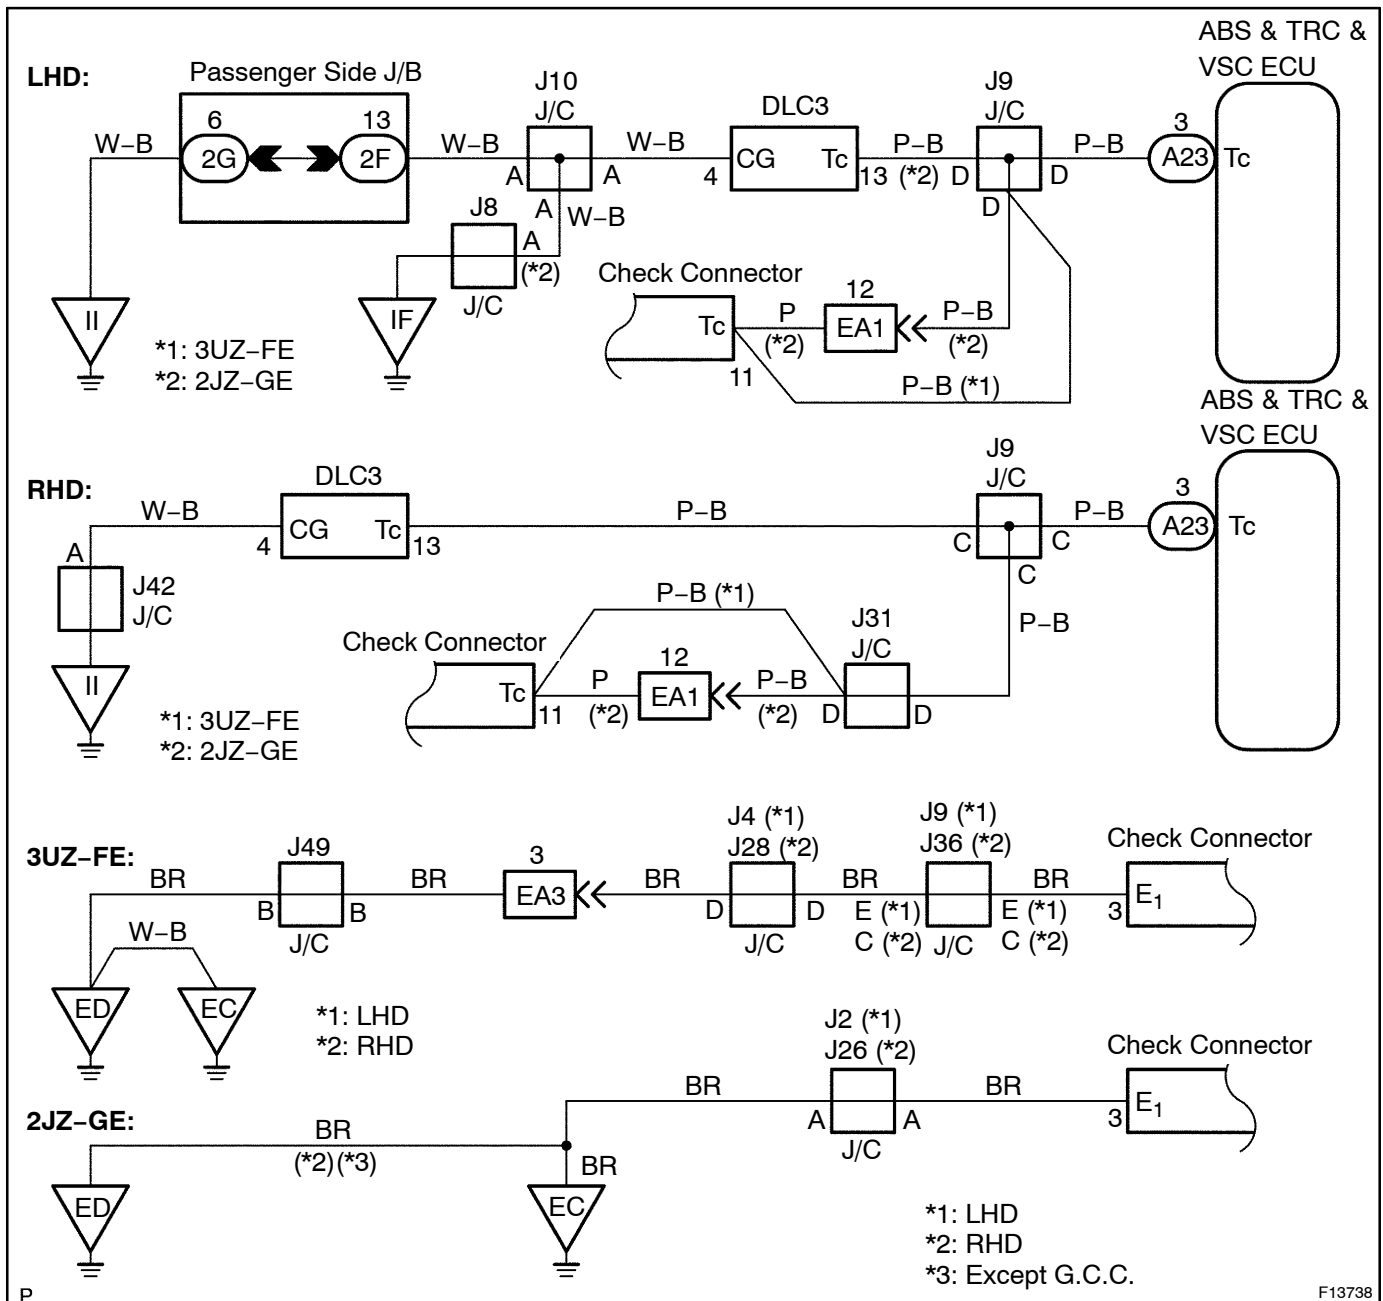 ABS & TRC &
VSC ECU
LHD:
Passenger Side J/B
6
13
2G
2F
W–B
W–B
J10
J/C
A
A
A
W–B
W–B
DLC3
CG
Tc
4
13
P–B
(*2)
J9
J/C
D
D
D
P–B
3
A23
Tc
J8
A
(*2)
J/C
Check Connector
Tc
11
P
(*2)
12
EA1
P–B
(*2)
P–B (*1)
II
IF
*1: 3UZ–FE
*2: 2JZ–GE
ABS & TRC &
VSC ECU
RHD:
W–B
DLC3
CG
Tc
4
13
P–B
J9
J/C
C
C
C
P–B
3
A23
Tc
A
J42
J/C
II
P–B
P–B (*1)
J31
J/C
Check Connector
Tc
11
P
(*2)
12
EA1
P–B
(*2)
D
D
*1: 3UZ–FE
*2: 2JZ–GE
3UZ–FE:
BR
J49
B
B
J/C
BR
3
EA3
BR
J4 (*1)
J28 (*2)
D
D
J/C
BR
E (*1)
C (*2)
J9 (*1)
J36 (*2)
J/C
BR
E (*1)
C (*2)
Check Connector
3
E1
W–B
ED
EC
*1: LHD
*2: RHD
2JZ–GE:
BR
(*2)(*3)
BR
BR
J2 (*1)
J26 (*2)
A
A
J/C
BR
Check Connector
3
E1
ED
EC
*1: LHD
*2: RHD
*3: Except G.C.C.
P
F13738